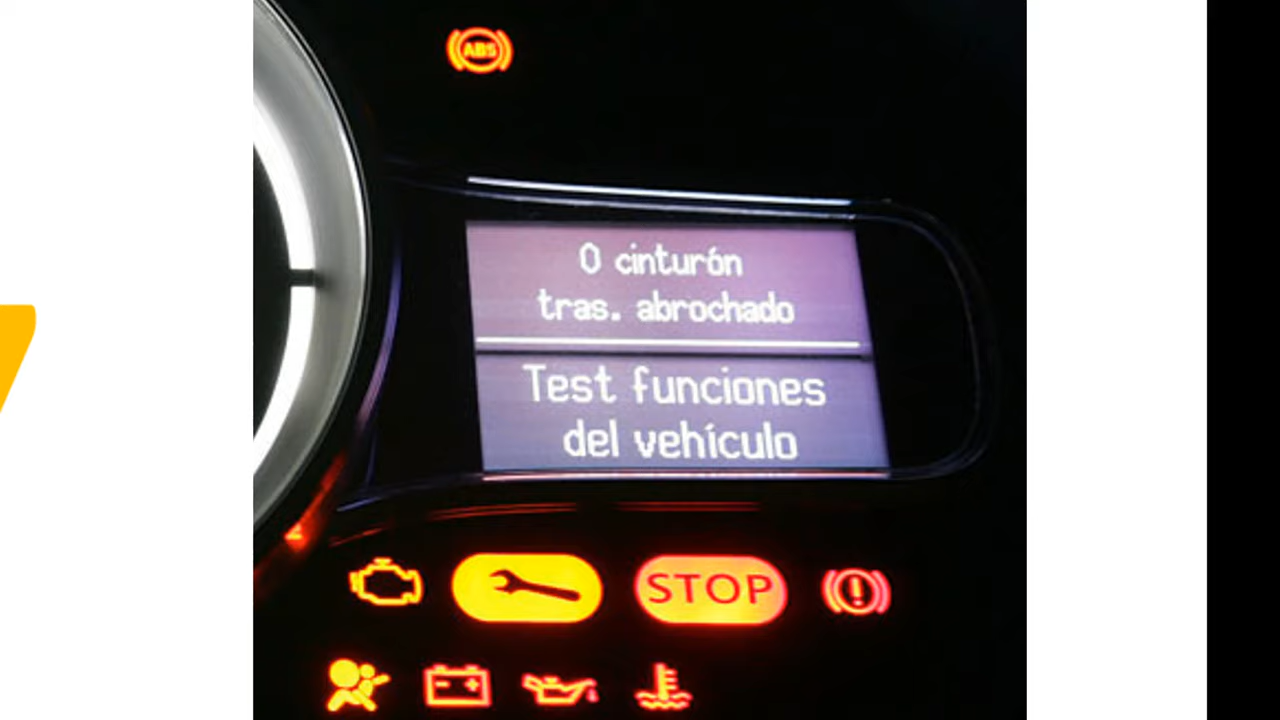 ABS
0 cinturón
tras. abrochado
Test funciones
del vehículo
STOP